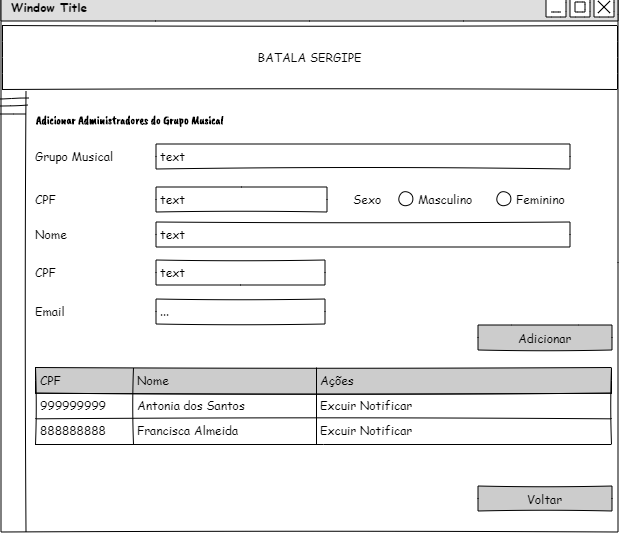 Window Title
BATALA SERGIPE
Adicionar Administradores do Grupo Musical
Grupo Musical text
CPF text Sexo Masculino Feminino
Nome text
CPF text
Email ...
Adicionar
CPF Nome Ações
999999999 Antonia dos Santos Excuir Notificar
888888888 Francisca Almeida Excuir Notificar
Voltar